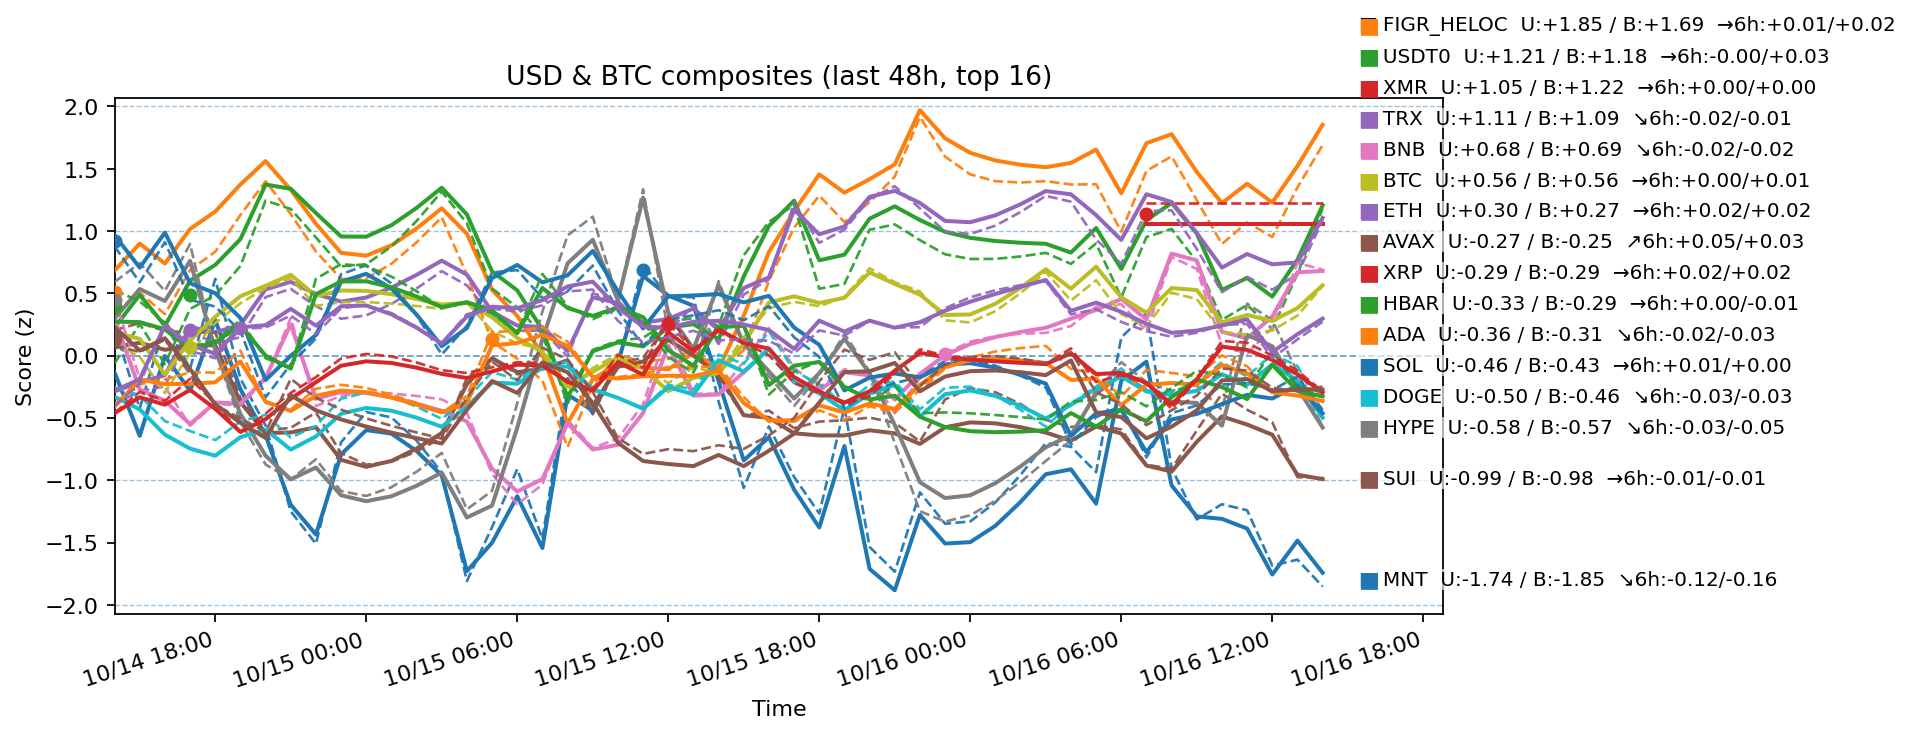 USD & BTC composites (last 48h, top 16)
FIGR_HELOC U:+1.85 / B:+1.69 →6h:+0.01/+0.02
USDT0 U:+1.21 / B:+1.18 →6h:-0.00/+0.03
XMR U:+1.05 / B:+1.22 →6h:+0.00/+0.00
TRX U:+1.11 / B:+1.09 ↘6h:-0.02/-0.01
BNB U:+0.68 / B:+0.69 ↘6h:-0.02/-0.02
BTC U:+0.56 / B:+0.56 →6h:+0.00/+0.01
ETH U:+0.30 / B:+0.27 →6h:+0.02/+0.02
AVAX U:-0.27 / B:-0.25 ↗6h:+0.05/+0.03
XRP U:-0.29 / B:-0.29 →6h:+0.02/+0.02
HBAR U:-0.33 / B:-0.29 →6h:+0.00/-0.01
ADA U:-0.36 / B:-0.31 ↘6h:-0.02/-0.03
SOL U:-0.46 / B:-0.43 →6h:+0.01/+0.00
DOGE U:-0.50 / B:-0.46 ↘6h:-0.03/-0.03
HYPE U:-0.58 / B:-0.57 ↘6h:-0.03/-0.05
SUI U:-0.99 / B:-0.98 →6h:-0.01/-0.01
MNT U:-1.74 / B:-1.85 ↘6h:-0.12/-0.16
Score (z)
2.0
1.5
1.0
0.5
0.0
−0.5
−1.0
−1.5
−2.0
10/14 18:00
10/15 00:00
10/15 06:00
10/15 12:00
10/15 18:00
10/16 00:00
10/16 06:00
10/16 12:00
10/16 18:00
Time